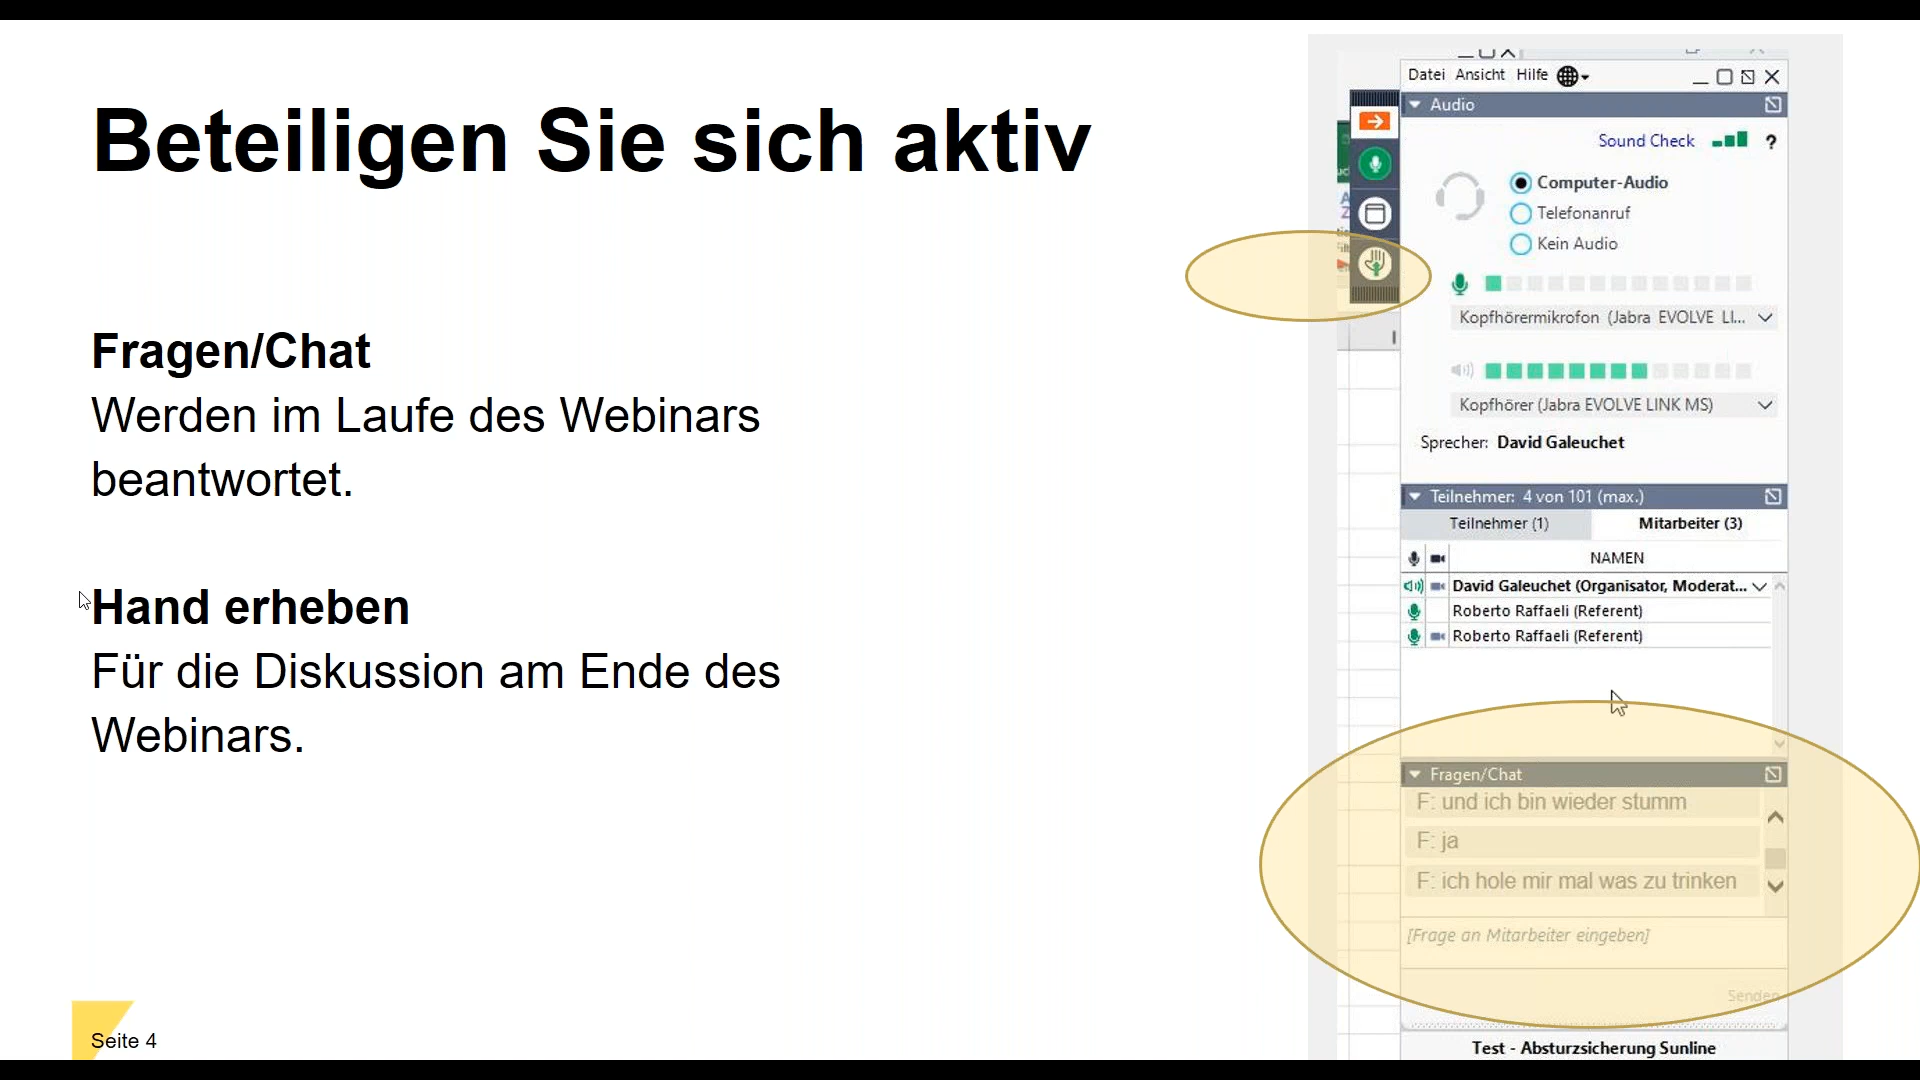 Beteiligen Sie sich aktiv
Fragen/Chat
Werden im Laufe des Webinars
beantwortet.
Hand erheben
Für die Diskussion am Ende des
Webinars.
Seite 4
Datei Ansicht Hilfe
Audio
Sound Check ?
Computer-Audio
Telefonanruf
Kein Audio
Kopfhörermikrofon (Jabra EVOLVE LI...
Kopfhörer (Jabra EVOLVE LINK MS)
Sprecher: David Galeuchet
Teilnehmer: 4 von 101 (max.)
Teilnehmer (1) Mitarbeiter (3)
NAMEN
David Galeuchet (Organisator, Moderat...
Roberto Raffaeli (Referent)
Roberto Raffaeli (Referent)
Fragen/Chat
F: und ich bin wieder stumm
F: ja
F: ich hole mir mal was zu trinken
[Frage an Mitarbeiter eingeben]
Senden
Test - Absturzsicherung Sunline